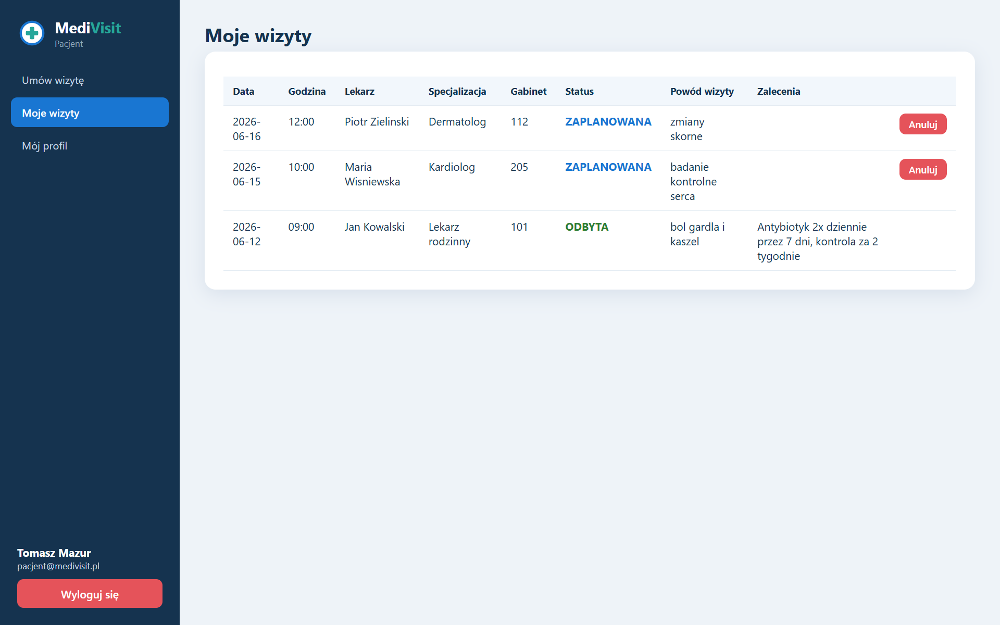 MediVisit
Pacjent
Umów wizytę
Moje wizyty
Mój profil
Tomasz Mazur
pacjent@medivisit.pl
Wyloguj się
Moje wizyty
Data Godzina Lekarz Specjalizacja Gabinet Status Powód wizyty Zalecenia
2026- 12:00 Piotr Zielinski Dermatolog 112 ZAPLANOWANA zmiany Anuluj
06-16 skorne
2026- 10:00 Maria Kardiolog 205 ZAPLANOWANA badanie Anuluj
06-15 Wisniewska kontrolne
serca
2026- 09:00 Jan Kowalski Lekarz 101 ODBYTA bol gardla i Antybiotyk 2x dziennie
06-12 rodzinny kaszel przez 7 dni, kontrola za 2
tygodnie